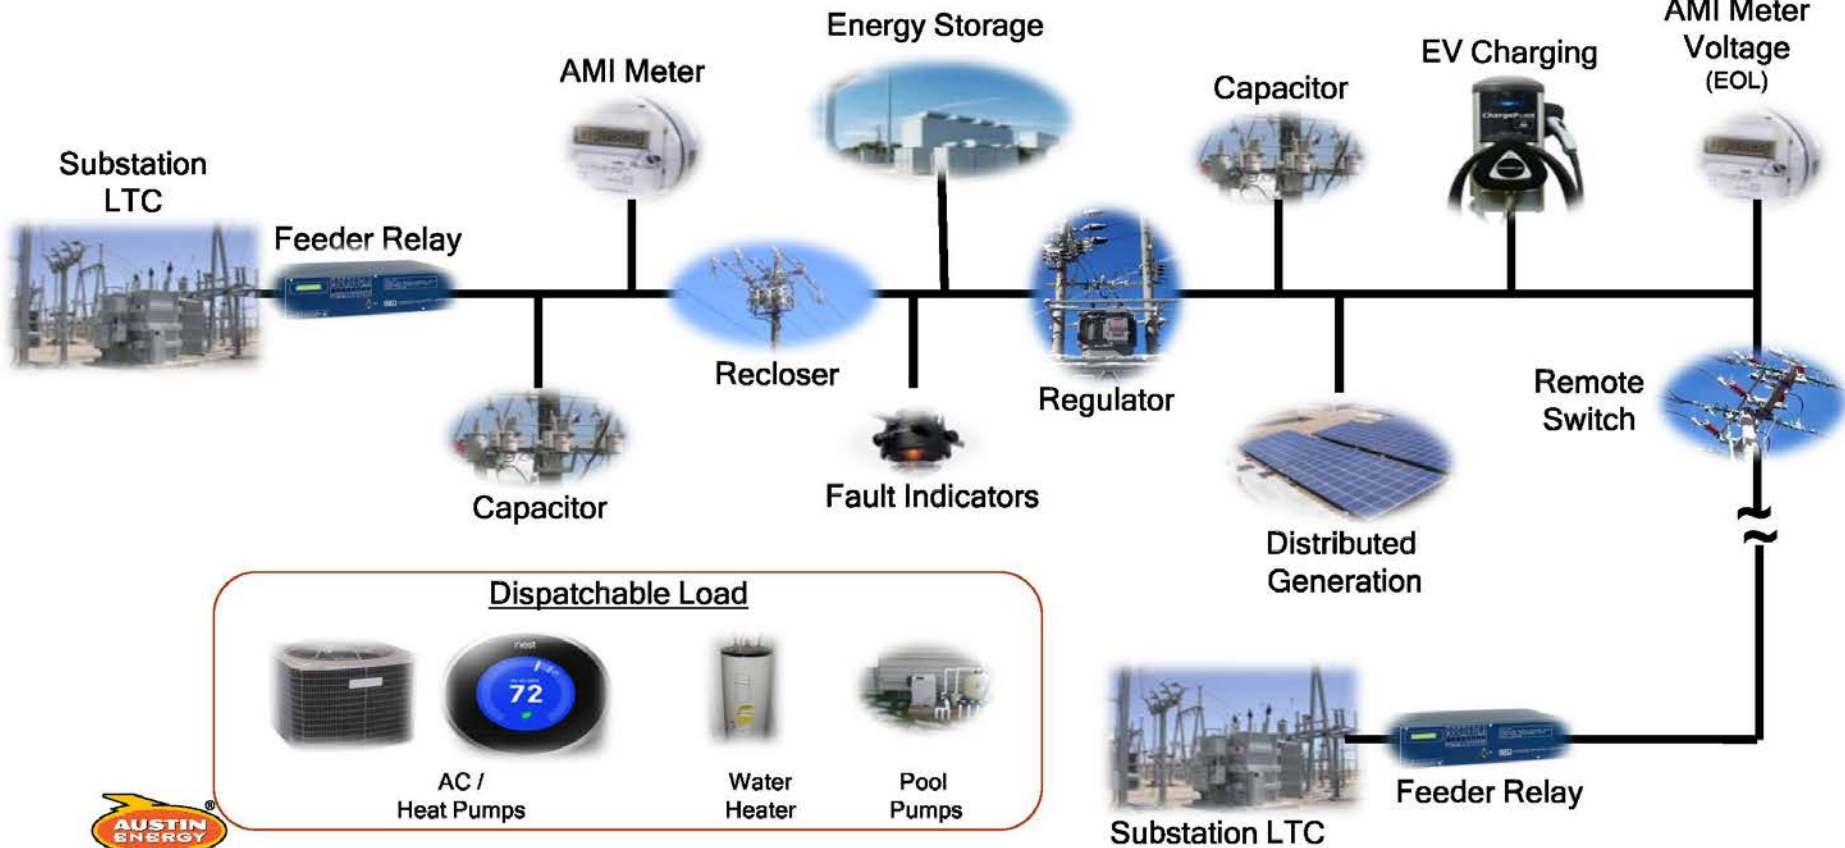 Energy Storage
AMI Meter
Voltage
(EOL)
EV Charging
AMI Meter
Capacitor
ChargePoint
Substation
LTC
Feeder Relay
Recloser
Regulator
Remote
Switch
Capacitor
Fault Indicators
Distributed
Generation
Dispatchable Load
nest
72
AC /
Heat Pumps
Water
Heater
Pool
Pumps
Feeder Relay
Substation LTC
AUSTIN
ENERGY
®